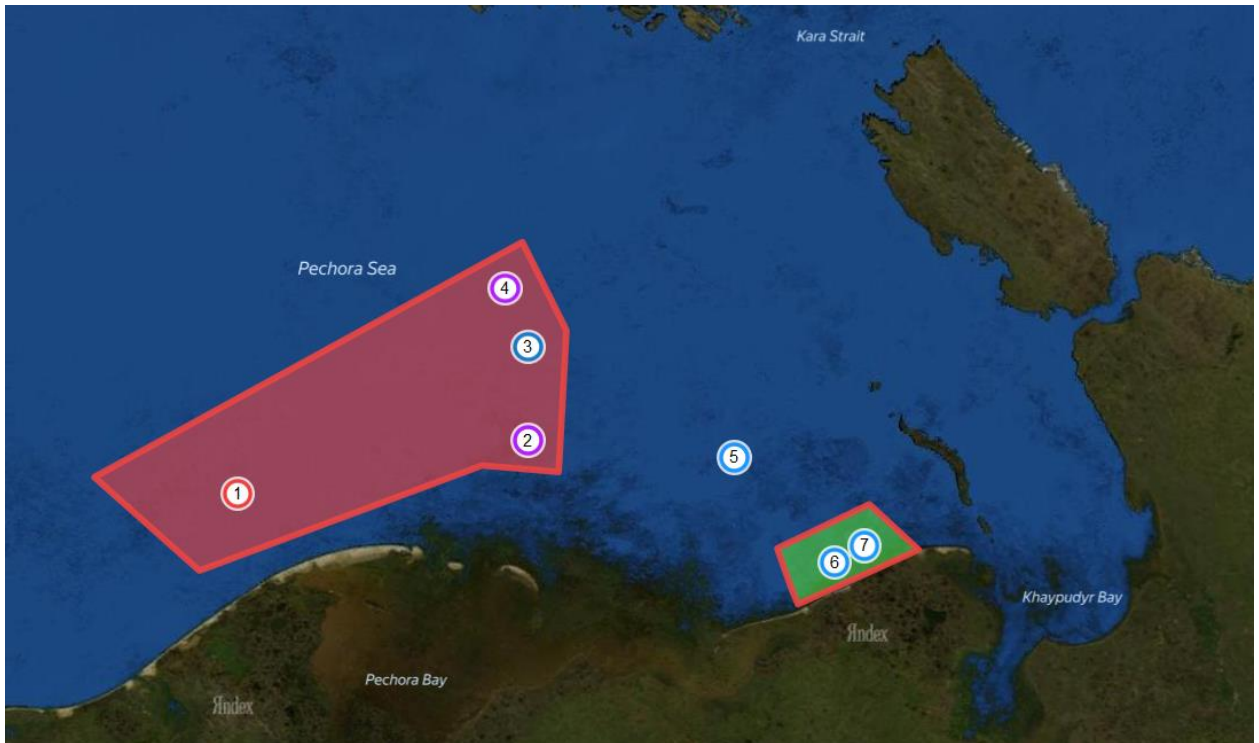 Kara Strait
Pechora Sea
4
3
2
5
1
7
6
Khaypudyr Bay
Яndex
Pechora Bay
Яndex